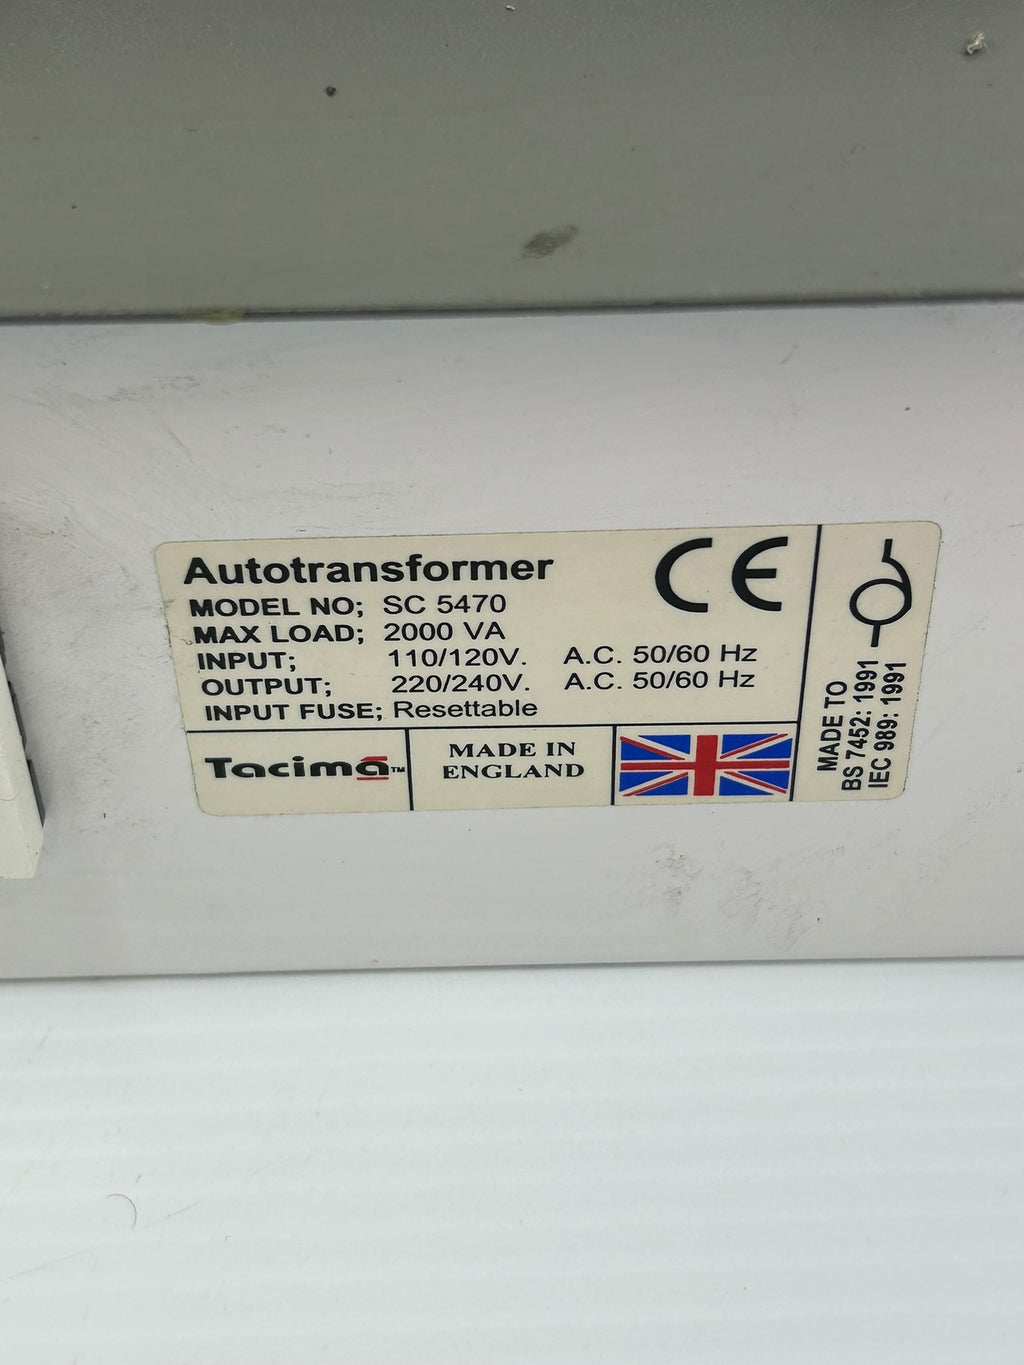 Autotransformer
CE
MODEL NO; SC 5470
MAX LOAD; 2000 VA
INPUT; 110/120V. A.C. 50/60 Hz
OUTPUT; 220/240V. A.C. 50/60 Hz
INPUT FUSE; Resettable
Tacimā™
MADE IN
ENGLAND
MADE TO
BS 7452: 1991
IEC 989: 1991